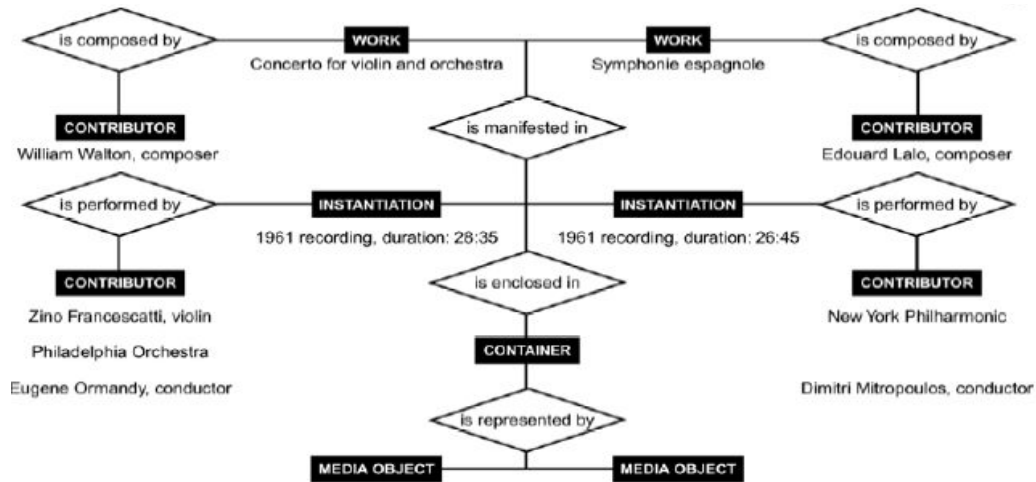 is composed by
WORK
WORK
is composed by
Concerto for violin and orchestra
Symphonie espagnole
is manifested in
CONTRIBUTOR
CONTRIBUTOR
William Walton, composer
Edouard Lalo, composer
is performed by
INSTANTIATION
INSTANTIATION
is performed by
1961 recording, duration: 28:35
1961 recording, duration: 26:45
is enclosed in
CONTRIBUTOR
CONTRIBUTOR
Zino Francescatti, violin
New York Philharmonic
Philadelphia Orchestra
CONTAINER
Eugene Ormandy, conductor
Dimitri Mitropoulos, conductor
is represented by
MEDIA OBJECT
MEDIA OBJECT